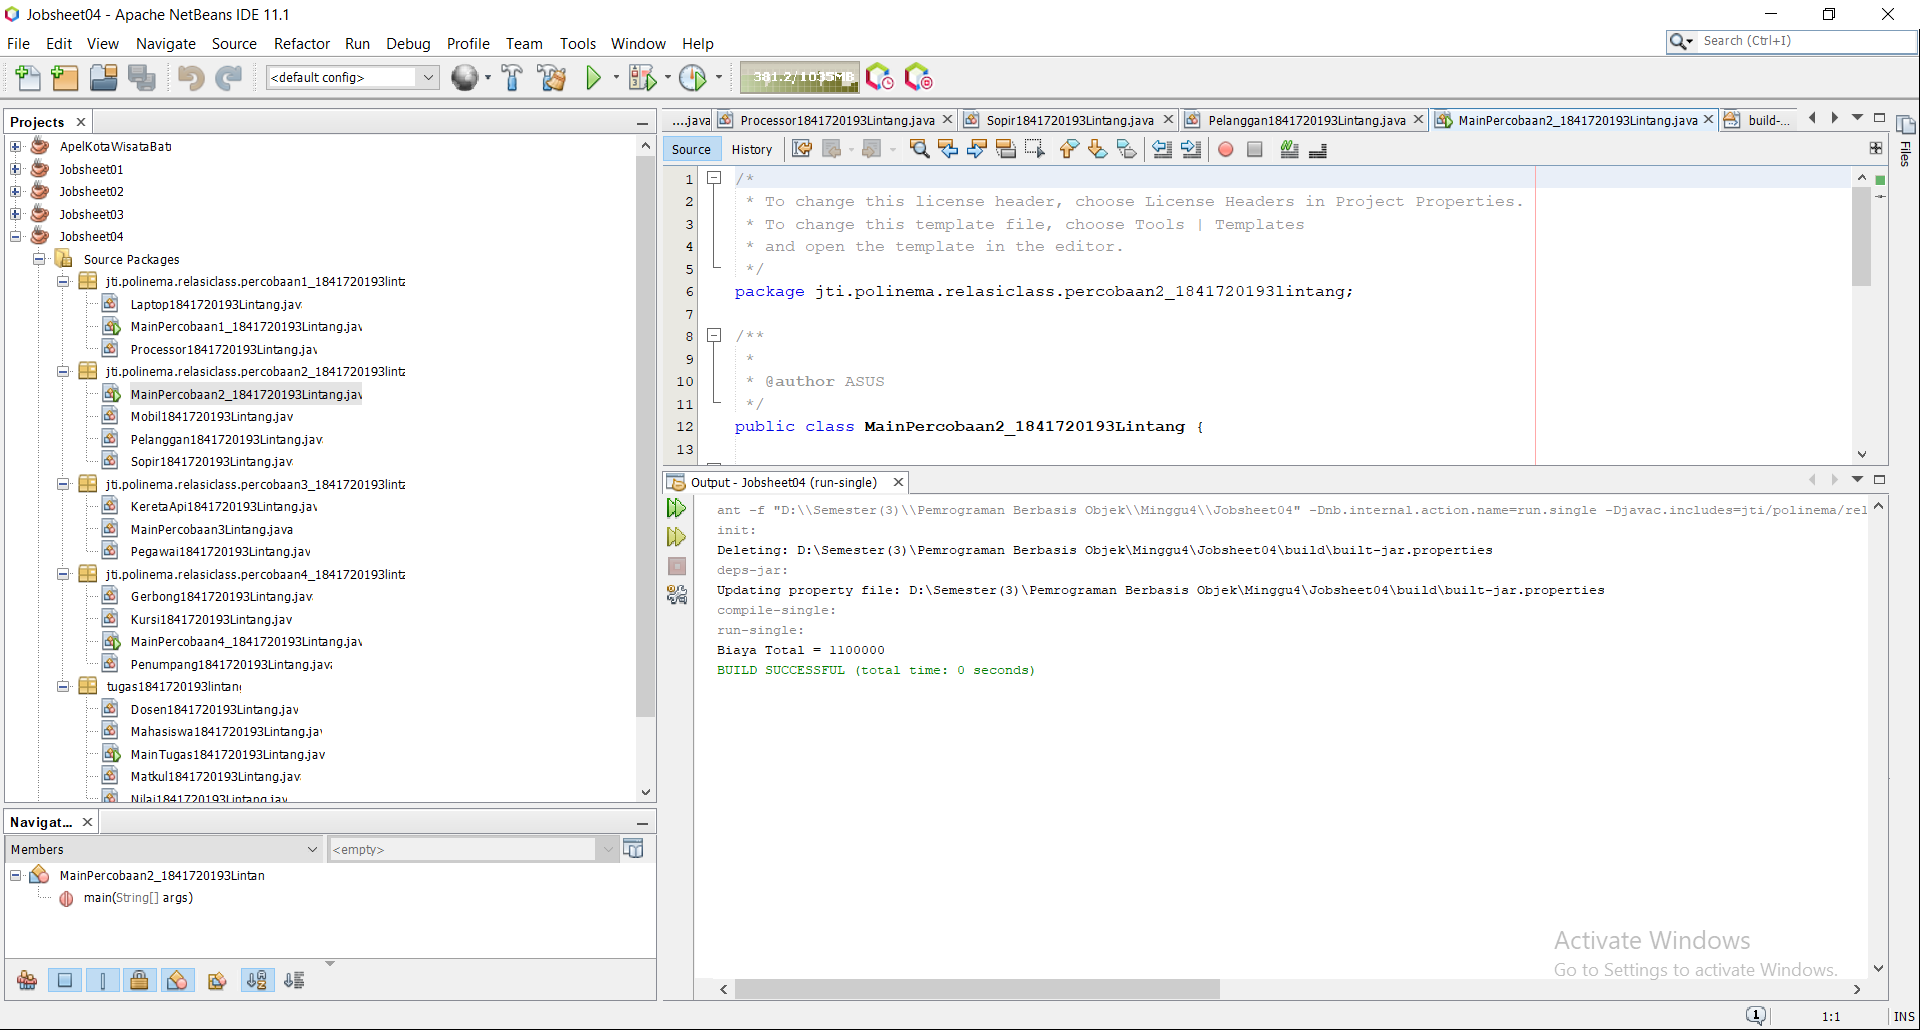 Jobsheet04 - Apache NetBeans IDE 11.1
File Edit View Navigate Source Refactor Run Debug Profile Team Tools Window Help
Search (Ctrl+I)
<default config>
381.2/1035MB
Projects
ApelKotaWisataBatı
Jobsheet01
Jobsheet02
Jobsheet03
Jobsheet04
Source Packages
jti.polinema.relasiclass.percobaan1_1841720193lintɛ
Laptop1841720193Lintang.jav
MainPercobaan1_1841720193Lintang.jav
Processor1841720193Lintang.jav
jti.polinema.relasiclass.percobaan2_1841720193lintɛ
MainPercobaan2_1841720193Lintang.jav
Mobil1841720193Lintang.jav
Pelanggan1841720193Lintang.jav
Sopir1841720193Lintang.jav
jti.polinema.relasiclass.percobaan3_1841720193lintɛ
KeretaApi1841720193Lintang.jav
MainPercobaan3Lintang.java
Pegawai1841720193Lintang.jav
jti.polinema.relasiclass.percobaan4_1841720193lintɛ
Gerbong1841720193Lintang.jav
Kursi1841720193Lintang.jav
MainPercobaan4_1841720193Lintang.jav
Penumpang1841720193Lintang.java
tugas1841720193lintang
Dosen1841720193Lintang.jav
Mahasiswa1841720193Lintang.jav
MainTugas1841720193Lintang.jav
Matkul1841720193Lintang.jav
Nilai1841720193Lintang.jav
Navigat...
Members
<empty>
MainPercobaan2_1841720193Lintan
main(String[] args)
....java
Processor1841720193Lintang.java
Sopir1841720193Lintang.java
Pelanggan1841720193Lintang.java
MainPercobaan2_1841720193Lintang.java
build-...
Files
Source History
1 /*
2 * To change this license header, choose License Headers in Project Properties.
3 * To change this template file, choose Tools | Templates
4 * and open the template in the editor.
5 */
6 package jti.polinema.relasiclass.percobaan2_1841720193lintang;
7
8 /**
9 *
10 * @author ASUS
11 */
12 public class MainPercobaan2_1841720193Lintang {
13
Output - Jobsheet04 (run-single)
ant -f "D:\\Semester(3)\\Pemrograman Berbasis Objek\\Minggu4\\Jobsheet04" -Dnb.internal.action.name=run.single -Djavac.includes=jti/polinema/rel
init:
Deleting: D:\Semester(3)\Pemrograman Berbasis Objek\Minggu4\Jobsheet04\build\built-jar.properties
deps-jar:
Updating property file: D:\Semester(3)\Pemrograman Berbasis Objek\Minggu4\Jobsheet04\build\built-jar.properties
compile-single:
run-single:
Biaya Total = 1100000
BUILD SUCCESSFUL (total time: 0 seconds)
Activate Windows
Go to Settings to activate Windows.
1
1:1
INS